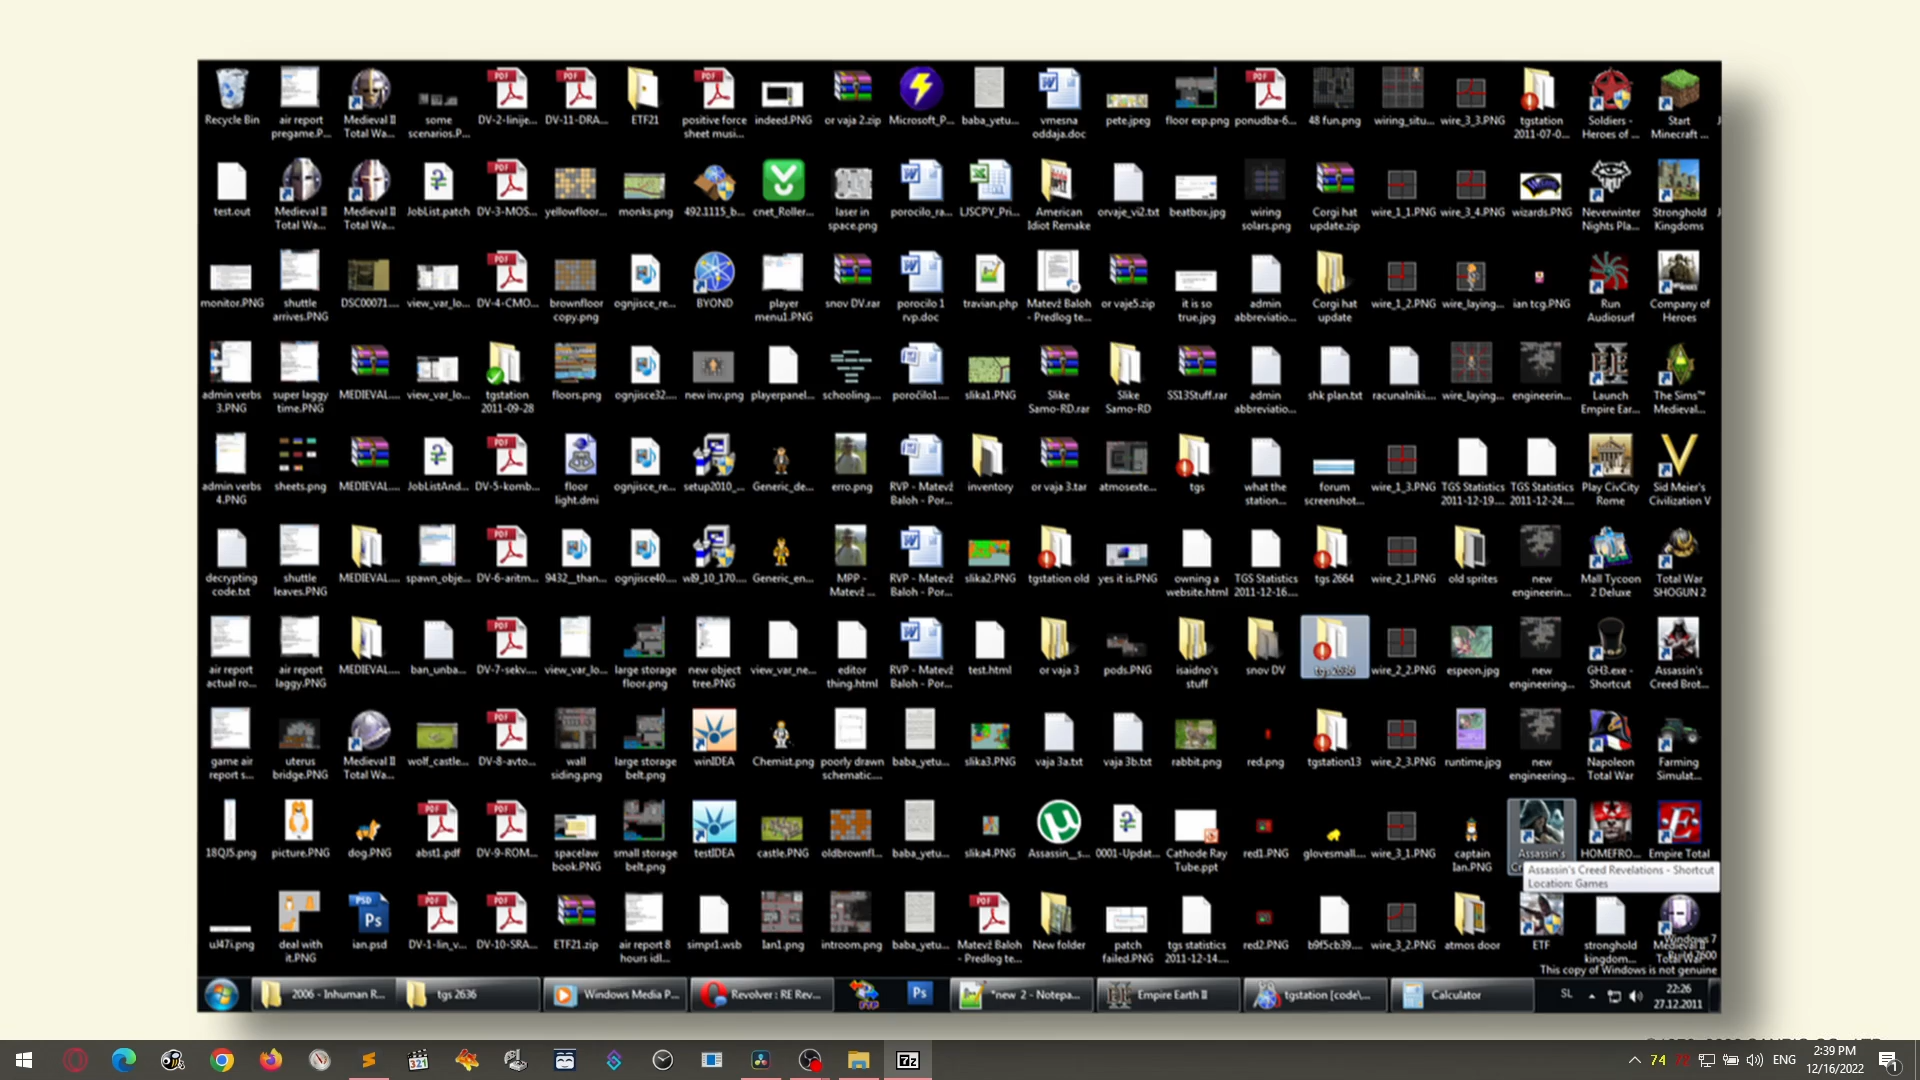 Recycle Bin
air report pregame.P...
Medieval II Total Wa...
some scenarios.P...
DV-2-linije...
DV-11-DRA...
ETF21
positive force sheet musi...
indeed.PNG
or vaja 2.zip
Microsoft_P...
baba_yetu...
vmesna oddaja.doc
pete.jpeg
floor exp.png
ponudba-6...
48 fun.png
wiring_situ...
wire_3_3.PNG
tgstation 2011-07-0...
Soldiers - Heroes of ...
Start Minecraft ...
test.out
Medieval II Total Wa...
Medieval II Total Wa...
JobList.patch
DV-3-MOS...
yellowfloor...
monks.png
492.1115_b...
cnet_Roller...
laser in space.png
porocilo_ra...
LJSCPY_Pri...
American Idiot Remake
orvaje_vi2.txt
beatbox.jpg
wiring solars.png
Corgi hat update.zip
wire_1_1.PNG
wire_3_4.PNG
wizards.PNG
Neverwinter Nights Pla...
Stronghold Kingdoms
monitor.PNG
shuttle arrives.PNG
DSC00071....
view_var_lo...
DV-4-CMO...
brownfloor copy.png
ognjisce_re...
BYOND
player menu1.PNG
snov DV.rar
porocilo 1 rvp.doc
travian.php
Matevž Baloh - Predlog te...
or vaje5.zip
it is so true.jpg
admin abbreviatio...
Corgi hat update
wire_1_2.PNG
wire_laying...
ian tcg.PNG
Run Audiosurf
Company of Heroes
admin verbs 3.PNG
super laggy time.PNG
MEDIEVAL....
view_var_lo...
tgstation 2011-09-28
floors.png
ognjisce32....
new inv.png
playerpanel...
schooling....
poročilo1....
slika1.PNG
Slike Samo-RD.rar
Slike Samo-RD
SS13Stuff.rar
admin abbreviatio...
shk plan.txt
racunalniki....
wire_laying...
engineerin...
Launch Empire Ear...
The Sims™ Medieval...
admin verbs 4.PNG
sheets.png
MEDIEVAL....
JobListAnd...
DV-5-komb...
floor light.dmi
ognjisce_re...
setup2010_...
Generic_de...
erro.png
RVP - Matevž Baloh - Por...
inventory
or vaja 3.tar
atmosexte...
tgs
what the station...
forum screenshot...
wire_1_3.PNG
TGS Statistics 2011-12-19....
TGS Statistics 2011-12-24....
Play CivCity Rome
Sid Meier's Civilization V
decrypting code.txt
shuttle leaves.PNG
MEDIEVAL....
spawn_obje...
DV-6-aritm...
9432__than...
ognjisce40....
wl9_10_170...
Generic_en...
MPP - Matevž ...
RVP - Matevž Baloh - Por...
slika2.PNG
tgstation old
yes it is.PNG
owning a website.html
TGS Statistics 2011-12-16....
tgs 2664
wire_2_1.PNG
old sprites
new engineerin...
Mall Tycoon 2 Deluxe
Total War SHOGUN 2
air report actual ro...
air report laggy.PNG
MEDIEVAL....
ban_unba...
DV-7-sekv...
view_var_lo...
large storage floor.png
new object tree.PNG
view_var_ne...
editor thing.html
RVP - Matevž Baloh - Por...
test.html
or vaja 3
pods.PNG
isaidno's stuff
snov DV
tgs 2636
wire_2_2.PNG
espeon.jpg
new engineering...
GH3.exe - Shortcut
Assassin's Creed Brot...
game air report s...
uterus bridge.PNG
Medieval II Total Wa...
wolf_castle...
DV-8-avto...
wall siding.png
large storage belt.png
winIDEA
Chemist.png
poorly drawn schematic....
baba_yetu...
slika3.PNG
vaja 3a.txt
vaja 3b.txt
rabbit.png
red.png
tgstation13
wire_2_3.PNG
runtime.jpg
new engineering...
Napoleon Total War
Farming Simulat...
18QJ5.png
picture.PNG
dog.PNG
abst1.pdf
DV-9-ROM...
spacelaw book.PNG
small storage belt.png
testIDEA
castle.PNG
oldbrownfl...
baba_yetu...
slika4.PNG
Assassin__s...
0001-Updat...
Cathode Ray Tube.ppt
red1.PNG
glovesmall....
wire_3_1.PNG
captain Ian.PNG
Assassin's
HOMEFRO...
Empire Total
Assassin's Creed Revelations - Shortcut
Location: Games
uJ47i.png
deal with it.PNG
ian.psd
DV-1-lin_v...
DV-10-SRA...
ETF21.zip
air report 8 hours idl...
simpr1.wsb
Ian1.png
introom.png
baba_yetu...
Matevž Baloh - Predlog te...
New folder
patch failed.PNG
tgs statistics 2011-12-14....
red2.PNG
b9f5cb39....
wire_3_2.PNG
atmos door
ETF
stronghold kingdom...
Medieval II Total War
Windows 7
Build 7600
This copy of Windows is not genuine
2006 - Inhuman R...
tgs 2636
Windows Media P...
Revolver : RE Rev...
Ps
*new 2 - Notepa...
Empire Earth II
tgstation [code\...
Calculator
SL
22:26
27.12.2011
74
ENG
2:39 PM
12/16/2022
1